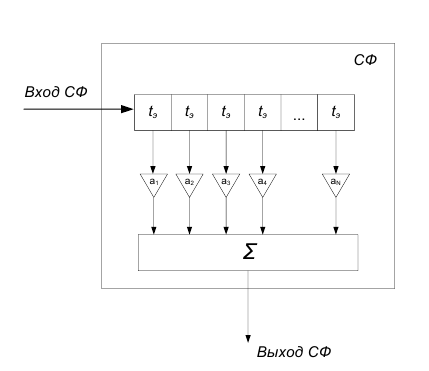 СФ
Вход СФ
tэ tэ tэ tэ ... tэ
a1 a2 a3 a4 aN
Σ
Выход СФ